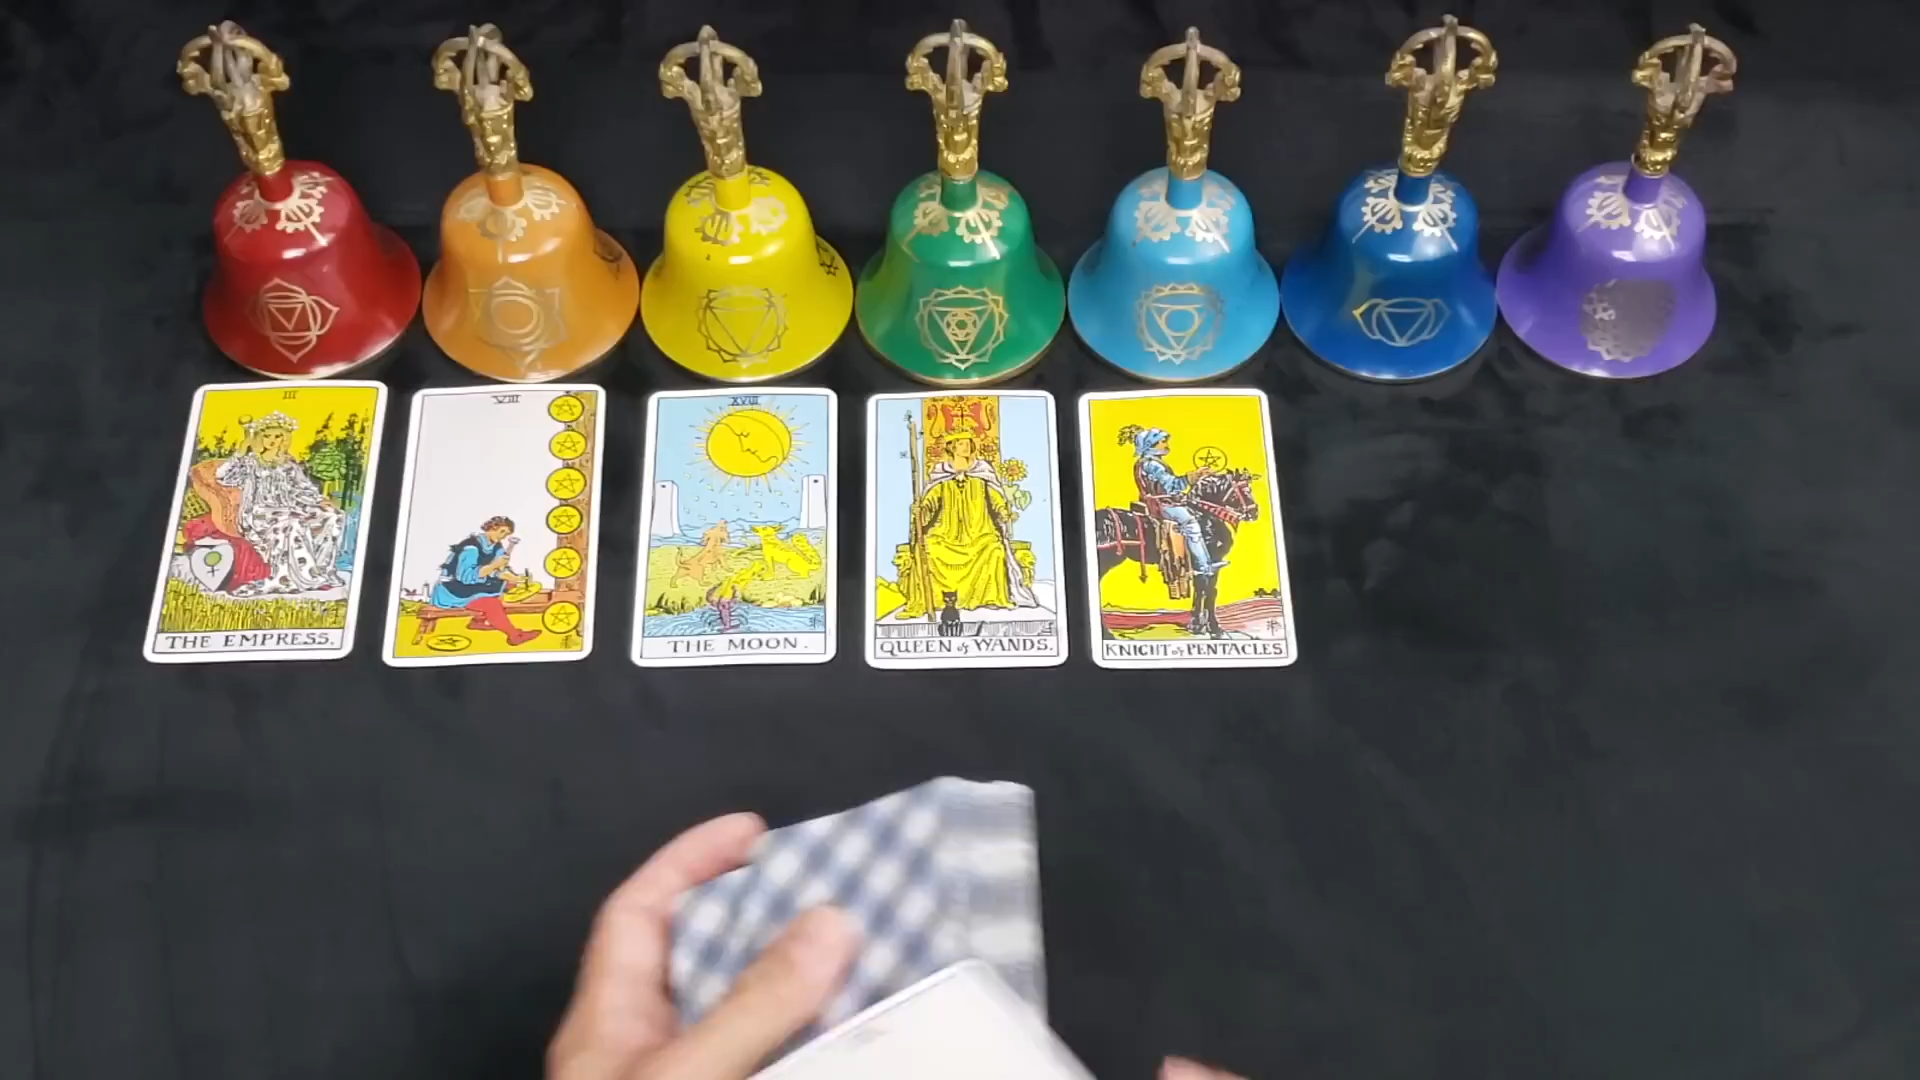 III
THE EMPRESS.
VIII
XVIII
THE MOON.
QUEEN of WANDS.
KNIGHT of PENTACLES